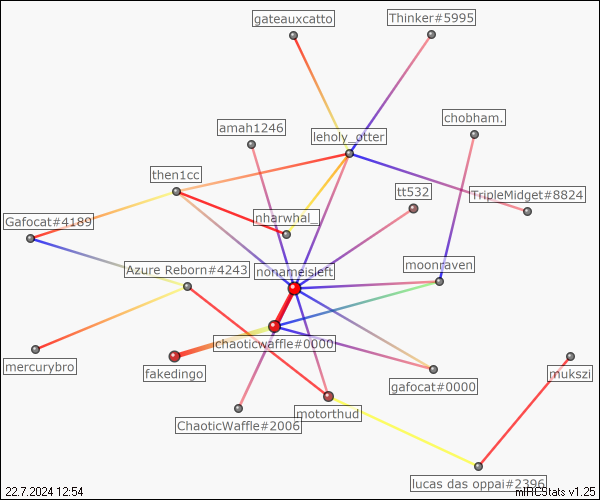 gateauxcatto
Thinker#5995
chobham.
amah1246
leholy_otter
then1cc
tt532
TripleMidget#8824
nharwhal_
Gafocat#4189
Azure Reborn#4243
nonameisleft
moonraven
chaoticwaffle#0000
mercurybro
fakedingo
mukszi
gafocat#0000
ChaoticWaffle#2006
motorthud
lucas das oppai#2396
22.7.2024 12:54
mIRCStats v1.25